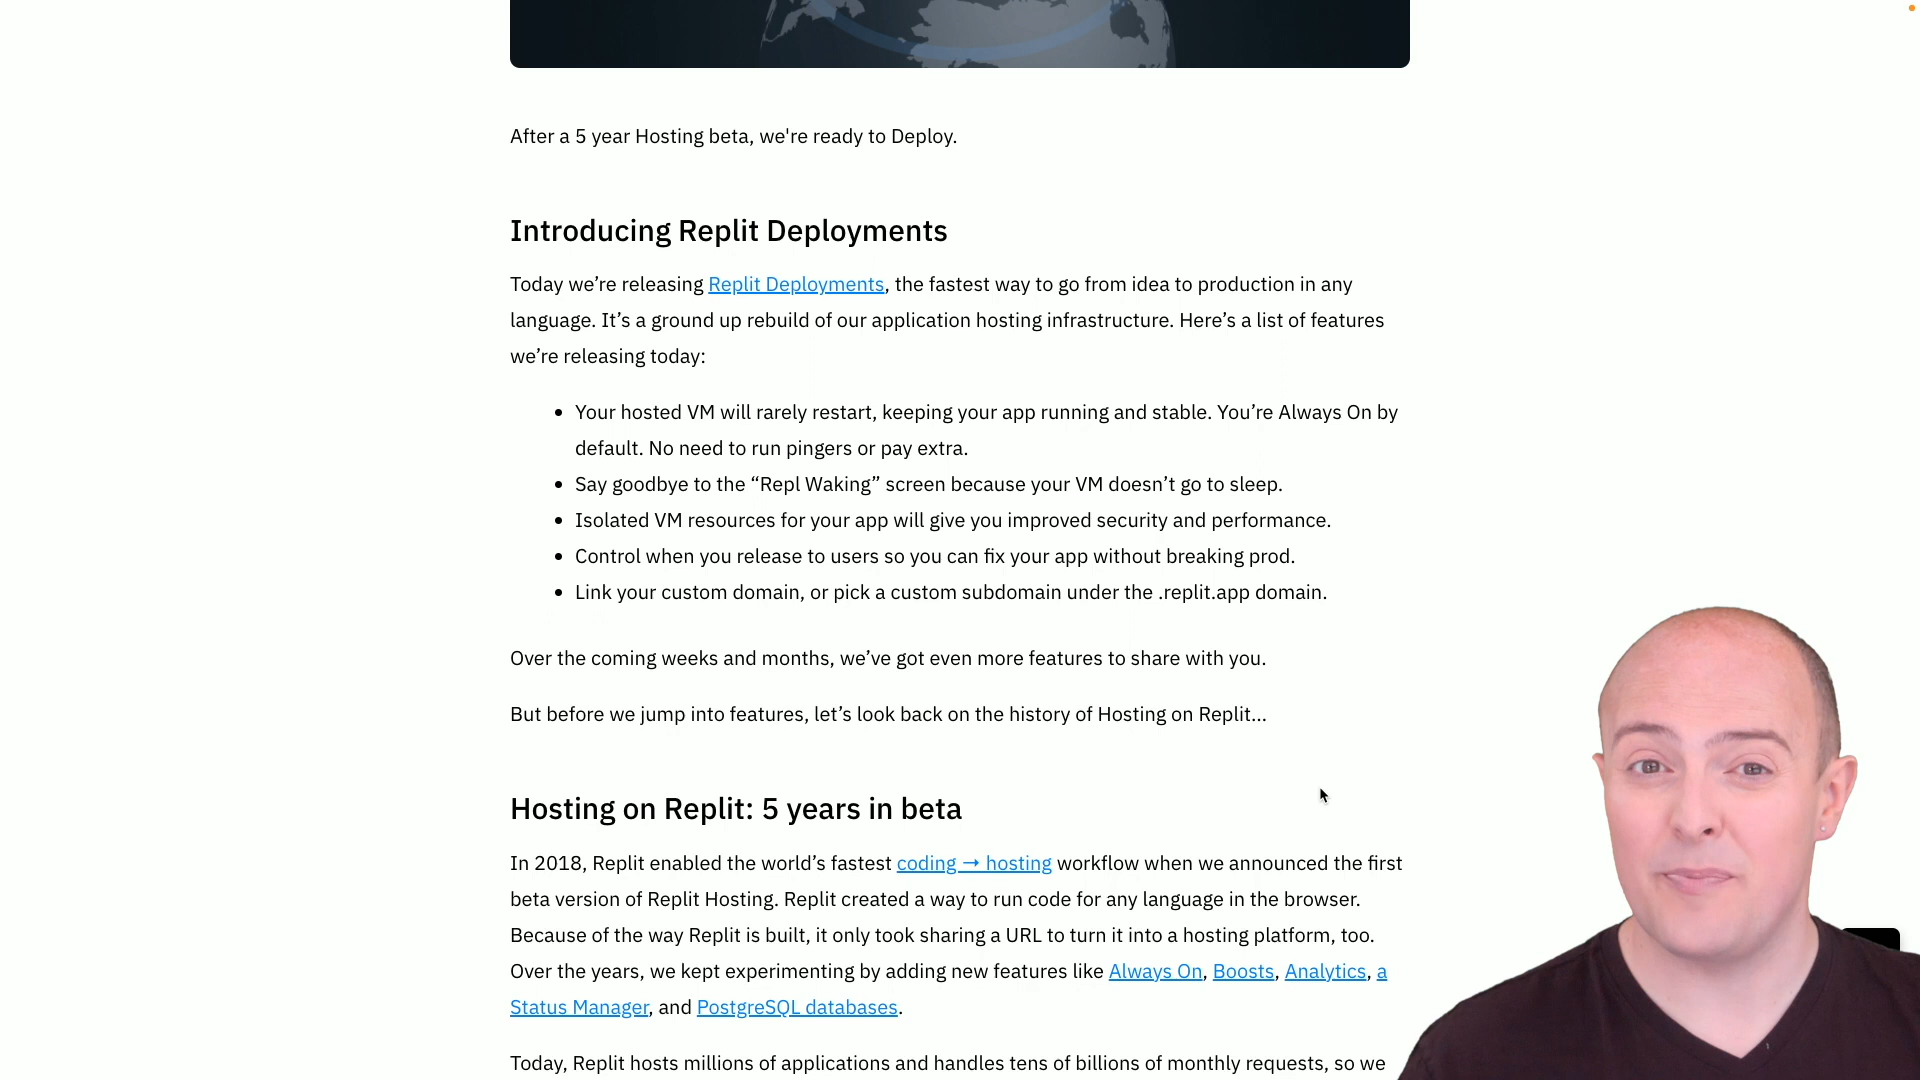 After a 5 year Hosting beta, we're ready to Deploy.
Introducing Replit Deployments
Today we’re releasing Replit Deployments, the fastest way to go from idea to production in any
language. It’s a ground up rebuild of our application hosting infrastructure. Here’s a list of features
we’re releasing today:
• Your hosted VM will rarely restart, keeping your app running and stable. You’re Always On by
default. No need to run pingers or pay extra.
• Say goodbye to the “Repl Waking” screen because your VM doesn’t go to sleep.
• Isolated VM resources for your app will give you improved security and performance.
• Control when you release to users so you can fix your app without breaking prod.
• Link your custom domain, or pick a custom subdomain under the .replit.app domain.
Over the coming weeks and months, we’ve got even more features to share with you.
But before we jump into features, let’s look back on the history of Hosting on Replit...
Hosting on Replit: 5 years in beta
In 2018, Replit enabled the world’s fastest coding → hosting workflow when we announced the first
beta version of Replit Hosting. Replit created a way to run code for any language in the browser.
Because of the way Replit is built, it only took sharing a URL to turn it into a hosting platform, too.
Over the years, we kept experimenting by adding new features like Always On, Boosts, Analytics, a
Status Manager, and PostgreSQL databases.
Today, Replit hosts millions of applications and handles tens of billions of monthly requests, so we